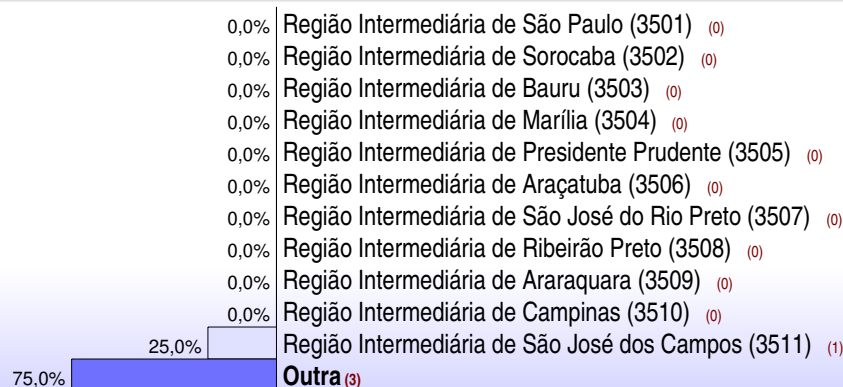 0,0% Região Intermediária de São Paulo (3501) (0)
0,0% Região Intermediária de Sorocaba (3502) (0)
0,0% Região Intermediária de Bauru (3503) (0)
0,0% Região Intermediária de Marília (3504) (0)
0,0% Região Intermediária de Presidente Prudente (3505) (0)
0,0% Região Intermediária de Araçatuba (3506) (0)
0,0% Região Intermediária de São José do Rio Preto (3507) (0)
0,0% Região Intermediária de Ribeirão Preto (3508) (0)
0,0% Região Intermediária de Araraquara (3509) (0)
0,0% Região Intermediária de Campinas (3510) (0)
25,0% Região Intermediária de São José dos Campos (3511) (1)
75,0% Outra (3)